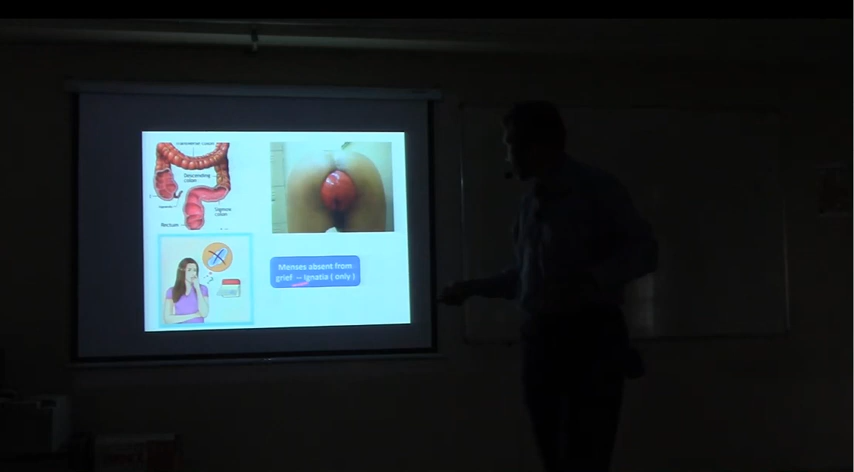 Transverse colon
Descending
colon
Sigmoid
colon
Rectum
Menses absent from
grief -- Ignatia ( only )